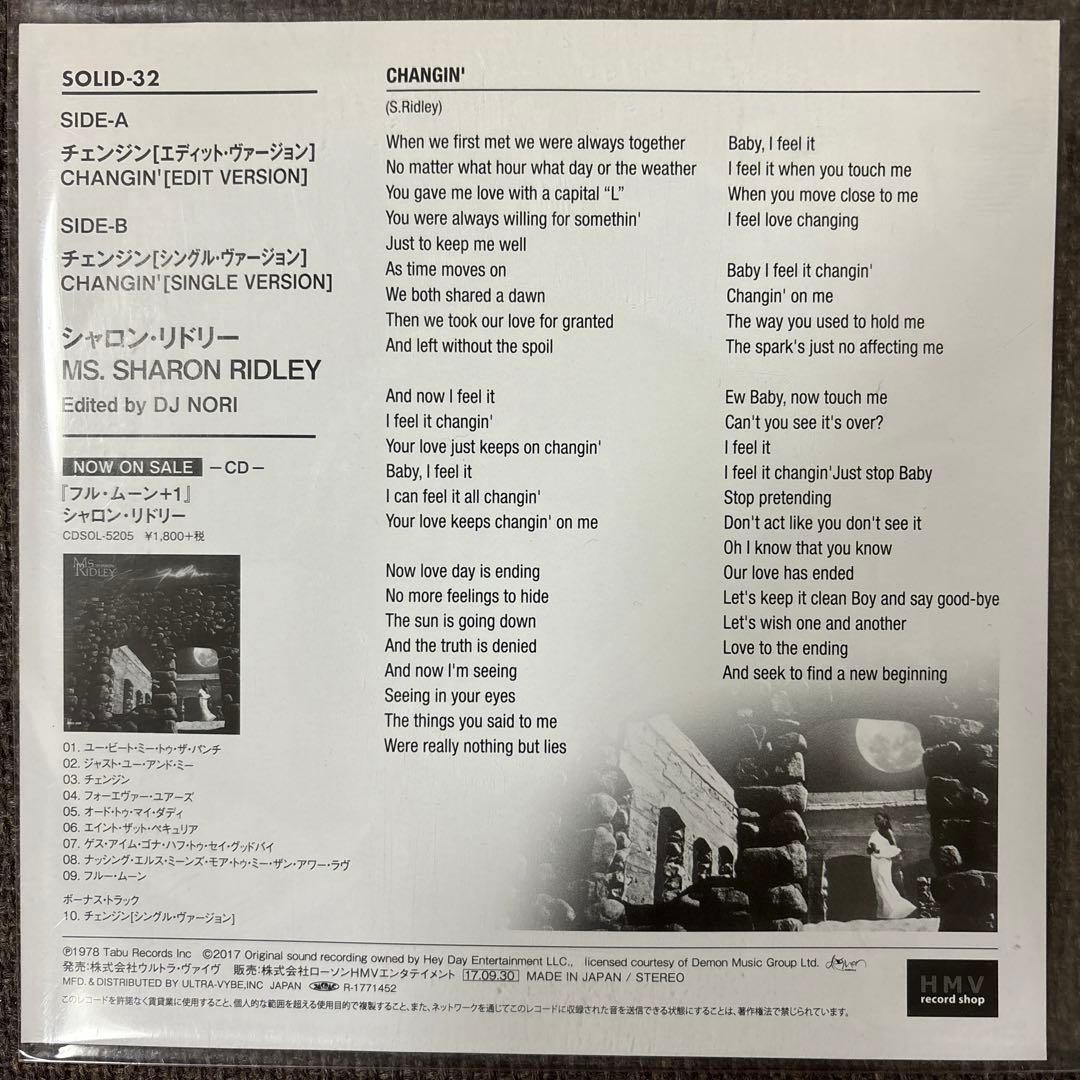 SOLID-32
SIDE-A
チェンジン[エディット・ヴァージョン]
CHANGIN'[EDIT VERSION]
SIDE-B
チェンジン[シングル・ヴァージョン]
CHANGIN'[SINGLE VERSION]
シャロン・リドリー
MS. SHARON RIDLEY
Edited by DJ NORI
NOW ON SALE －CD－
『フル・ムーン+1』
シャロン・リドリー
CDSOL-5205 ¥1,800+税
MS. RIDLEY
01. ユー・ビート・ミー・トゥ・ザ・パンチ
02. ジャスト・ユー・アンド・ミー
03. チェンジン
04. フォーエヴァー・ユアーズ
05. オード・トゥ・マイ・ダディ
06. エイント・ザット・ペキュリア
07. ゲス・アイム・ゴナ・ハフ・トゥ・セイ・グッドバイ
08. ナッシング・エルス・ミーンズ・モア・トゥ・ミー・ザン・アワー・ラヴ
09. フルー・ムーン
ボーナス・トラック
10. チェンジン[シングル・ヴァージョン]
CHANGIN'
(S.Ridley)
When we first met we were always together
No matter what hour what day or the weather
You gave me love with a capital “L”
You were always willing for somethin'
Just to keep me well
As time moves on
We both shared a dawn
Then we took our love for granted
And left without the spoil
And now I feel it
I feel it changin'
Your love just keeps on changin'
Baby, I feel it
I can feel it all changin'
Your love keeps changin' on me
Now love day is ending
No more feelings to hide
The sun is going down
And the truth is denied
And now I'm seeing
Seeing in your eyes
The things you said to me
Were really nothing but lies
Baby, I feel it
I feel it when you touch me
When you move close to me
I feel love changing
Baby I feel it changin'
Changin' on me
The way you used to hold me
The spark's just no affecting me
Ew Baby, now touch me
Can't you see it's over?
I feel it
I feel it changin'Just stop Baby
Stop pretending
Don't act like you don't see it
Oh I know that you know
Our love has ended
Let's keep it clean Boy and say good-bye
Let's wish one and another
Love to the ending
And seek to find a new beginning
℗1978 Tabu Records Inc ©2017 Original sound recording owned by Hey Day Entertainment LLC., licensed courtesy of Demon Music Group Ltd.
発売：株式会社ウルトラ・ヴァイヴ 販売：株式会社ローソンHMVエンタテイメント 17.09.30 MADE IN JAPAN / STEREO
MFD. & DISTRIBUTED BY ULTRA-VYBE,INC JAPAN R-1771452
このレコードを許諾なく賃貸業に使用すること、個人的な範囲を超える使用目的で複製すること、また、ネットワークを通じてこのレコードに収録された音を送信できる状態にすることは、著作権法で禁じられています。
HMV
record shop